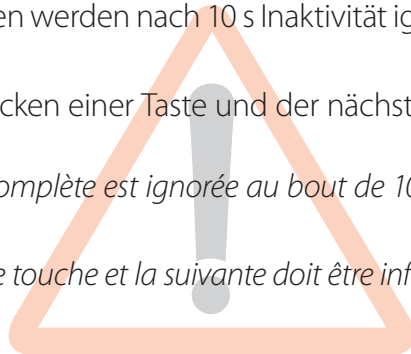 en werden nach 10 s Inaktivität ig
cken einer Taste und der nächst
omplète est ignorée au bout de 10
e touche et la suivante doit être inf